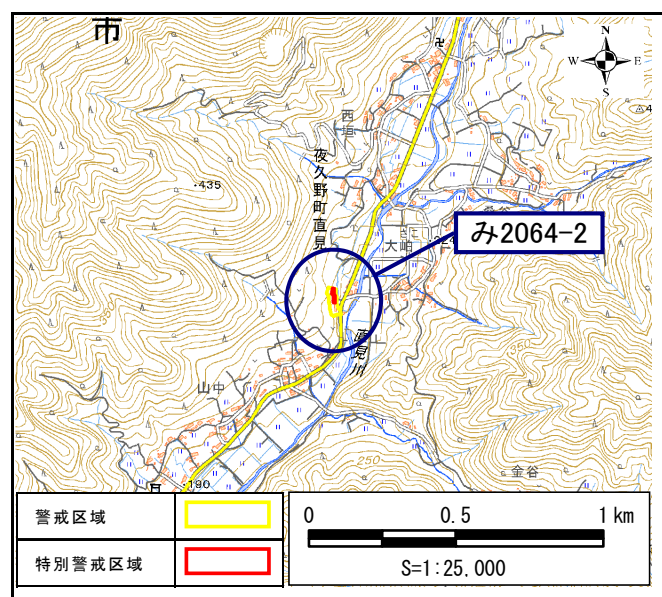 市
N
W E
S
西垣
夜久野町直見
・435
さこ
大岶
み2064-2
直見川
山中
250
金谷
・190
警戒区域
特別警戒区域
0 0.5 1 km
S=1:25,000